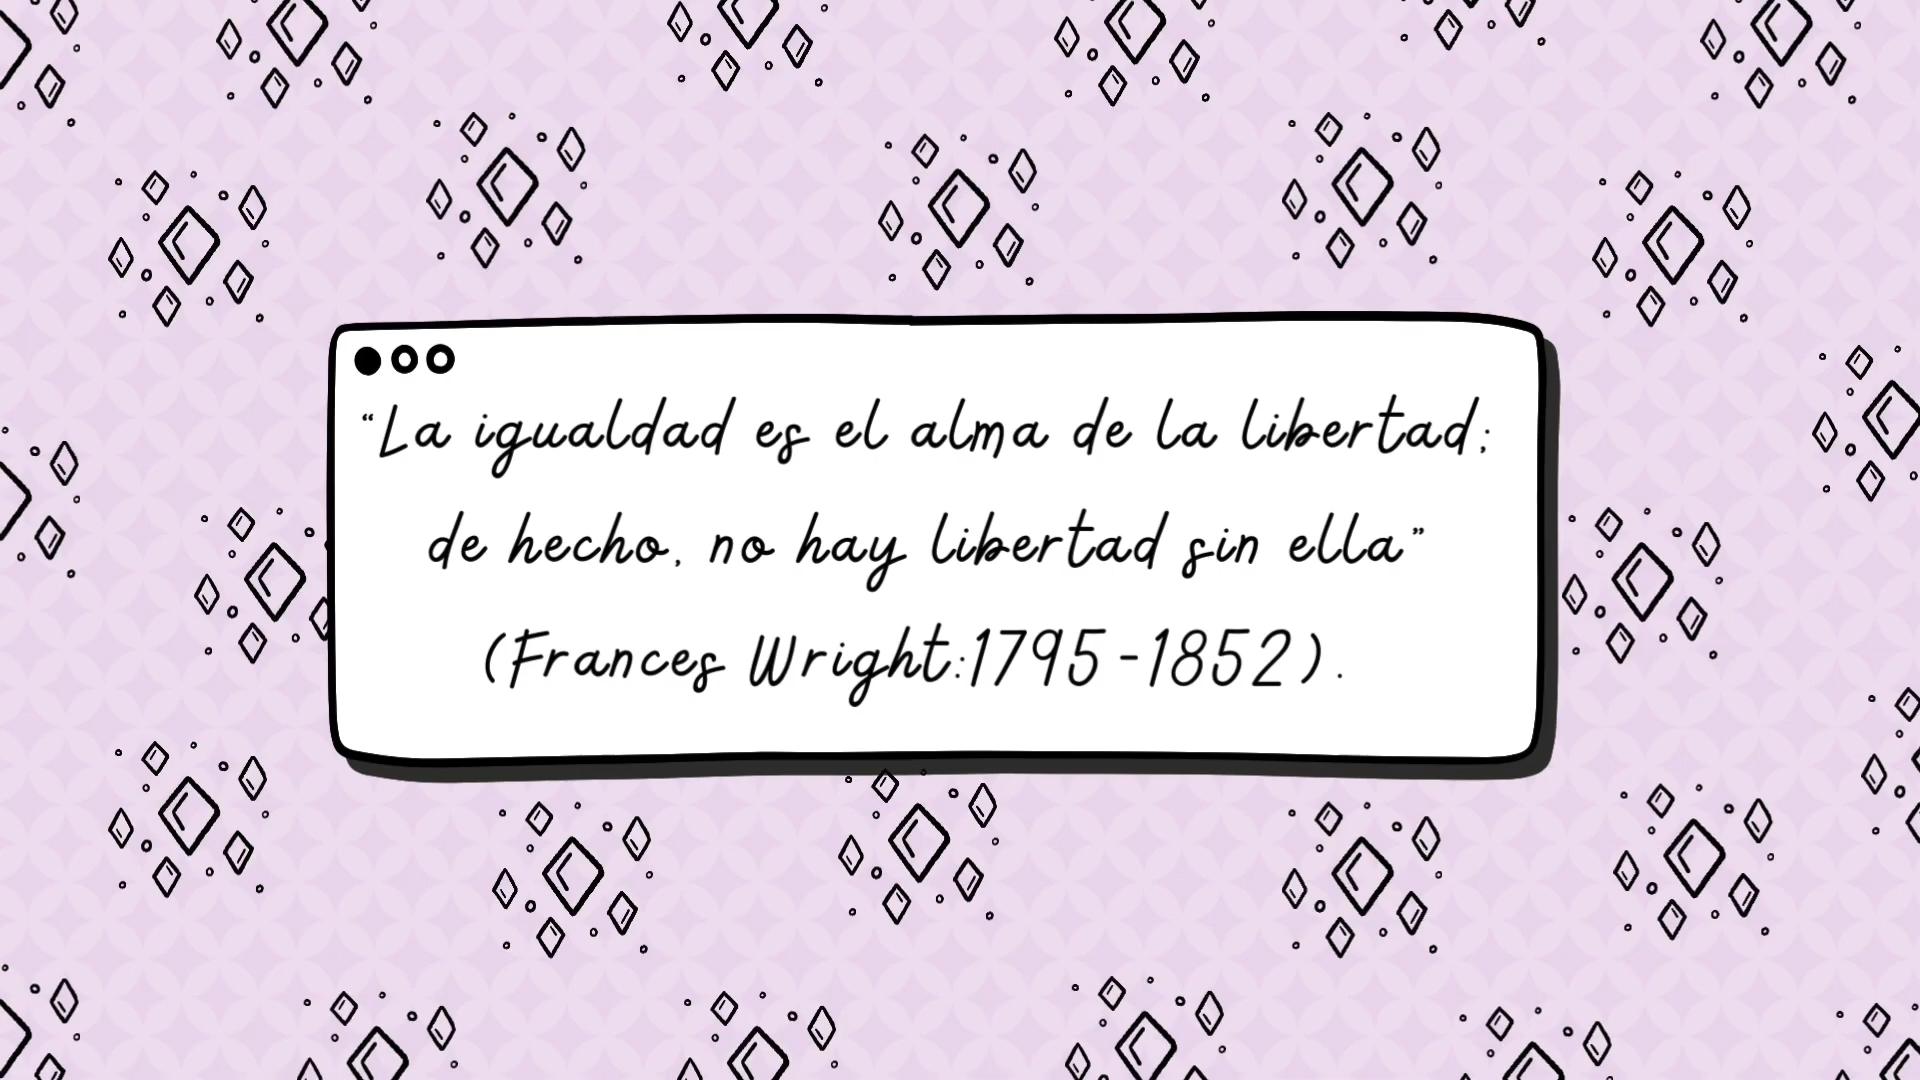 “La igualdad es el alma de la libertad;
de hecho, no hay libertad sin ella”
(Frances Wright:1795-1852).